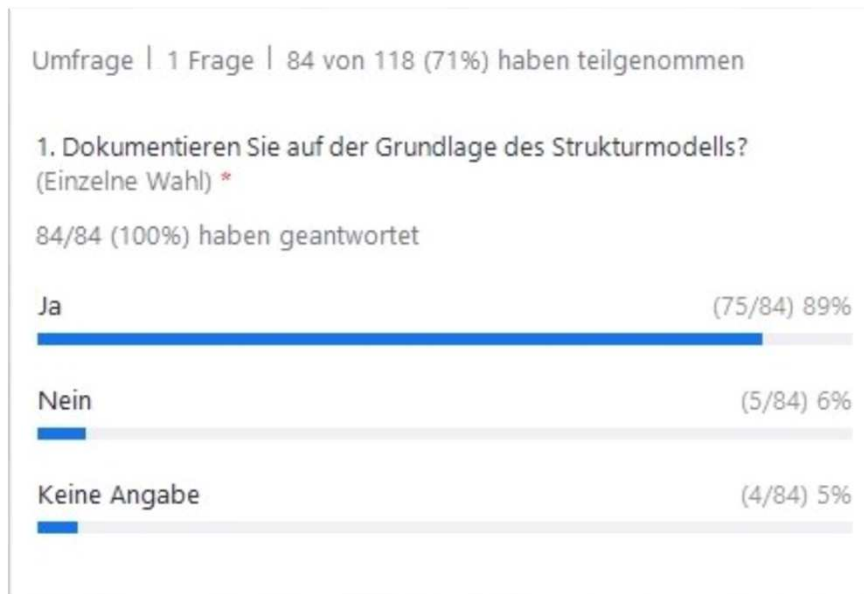 Umfrage | 1 Frage | 84 von 118 (71%) haben teilgenommen
1. Dokumentieren Sie auf der Grundlage des Strukturmodells?
(Einzelne Wahl) *
84/84 (100%) haben geantwortet
Ja (75/84) 89%
Nein (5/84) 6%
Keine Angabe (4/84) 5%